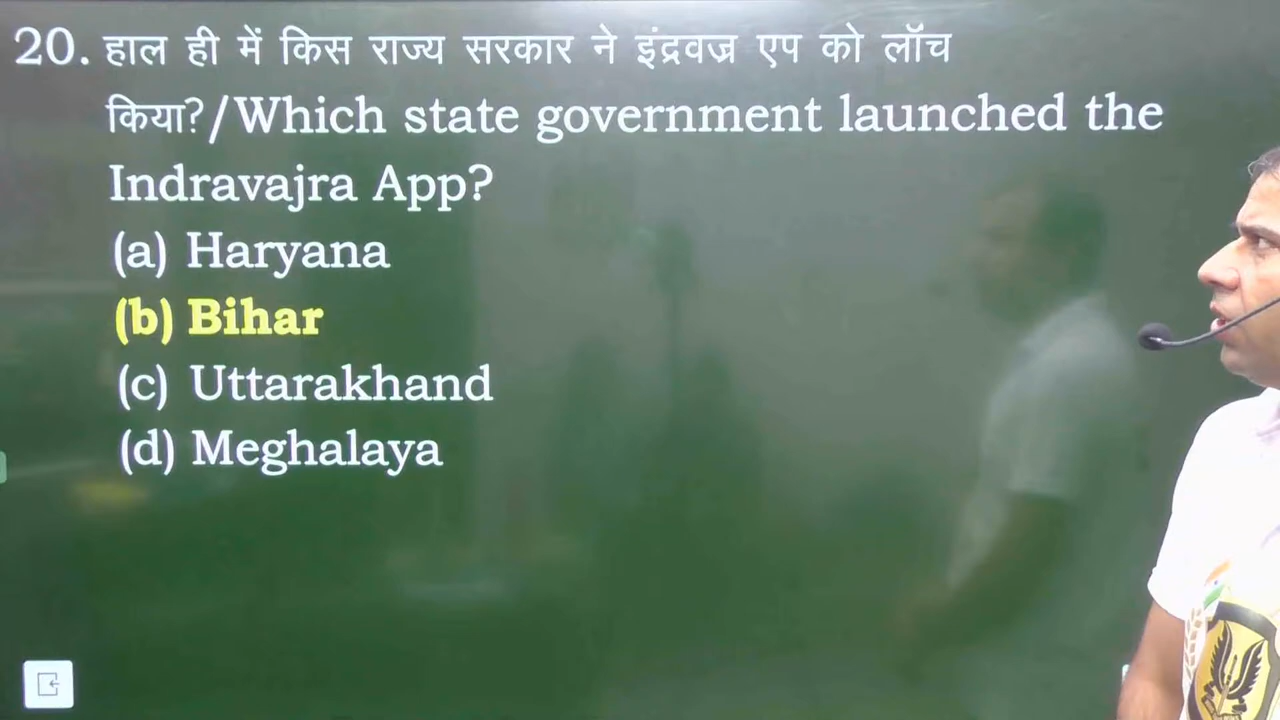 20. हाल ही में किस राज्य सरकार ने इंद्रवज्र एप को लॉच
किया?/Which state government launched the
Indravajra App?
(a) Haryana
(b) Bihar
(c) Uttarakhand
(d) Meghalaya